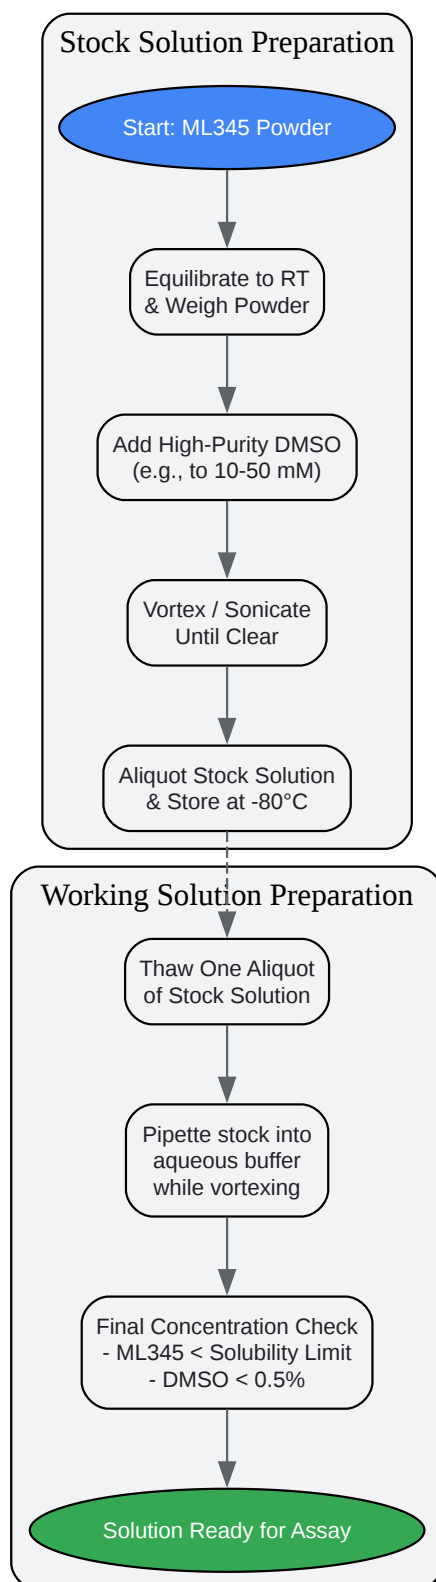 Stock Solution Preparation
Start: ML345 Powder
Equilibrate to RT
& Weigh Powder
Add High-Purity DMSO
(e.g., to 10-50 mM)
Vortex / Sonicate
Until Clear
Aliquot Stock Solution
& Store at -80°C
Working Solution Preparation
Thaw One Aliquot
of Stock Solution
Pipette stock into
aqueous buffer
while vortexing
Final Concentration Check
- ML345 < Solubility Limit
- DMSO < 0.5%
Solution Ready for Assay